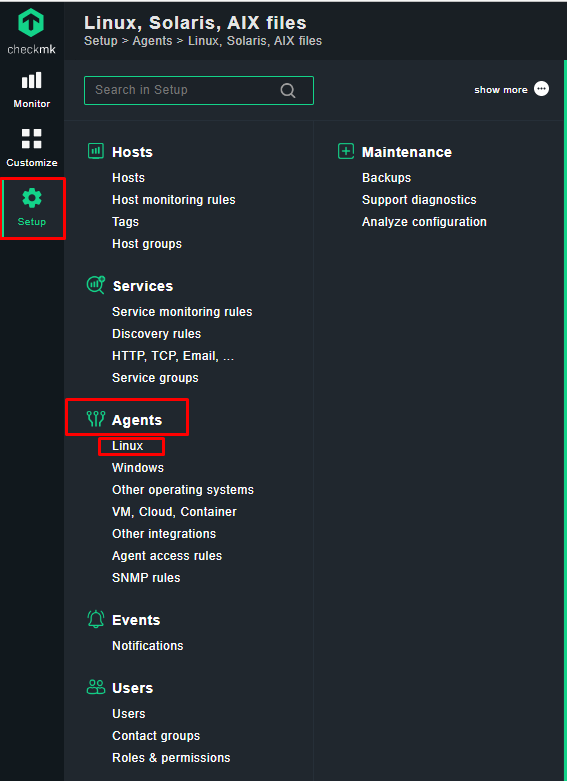 Linux, Solaris, AIX files
Setup > Agents > Linux, Solaris, AIX files
checkmk
Monitor
Customize
Setup
Search in Setup
show more
Hosts
Hosts
Host monitoring rules
Tags
Host groups
Services
Service monitoring rules
Discovery rules
HTTP, TCP, Email, ...
Service groups
Agents
Linux
Windows
Other operating systems
VM, Cloud, Container
Other integrations
Agent access rules
SNMP rules
Events
Notifications
Users
Users
Contact groups
Roles & permissions
Maintenance
Backups
Support diagnostics
Analyze configuration